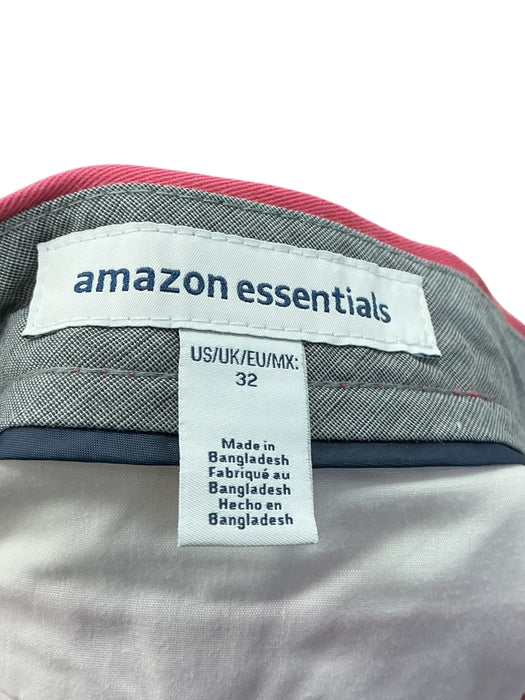 amazon essentials
US/UK/EU/MX:
32
Made in
Bangladesh
Fabriqué au
Bangladesh
Hecho en
Bangladesh